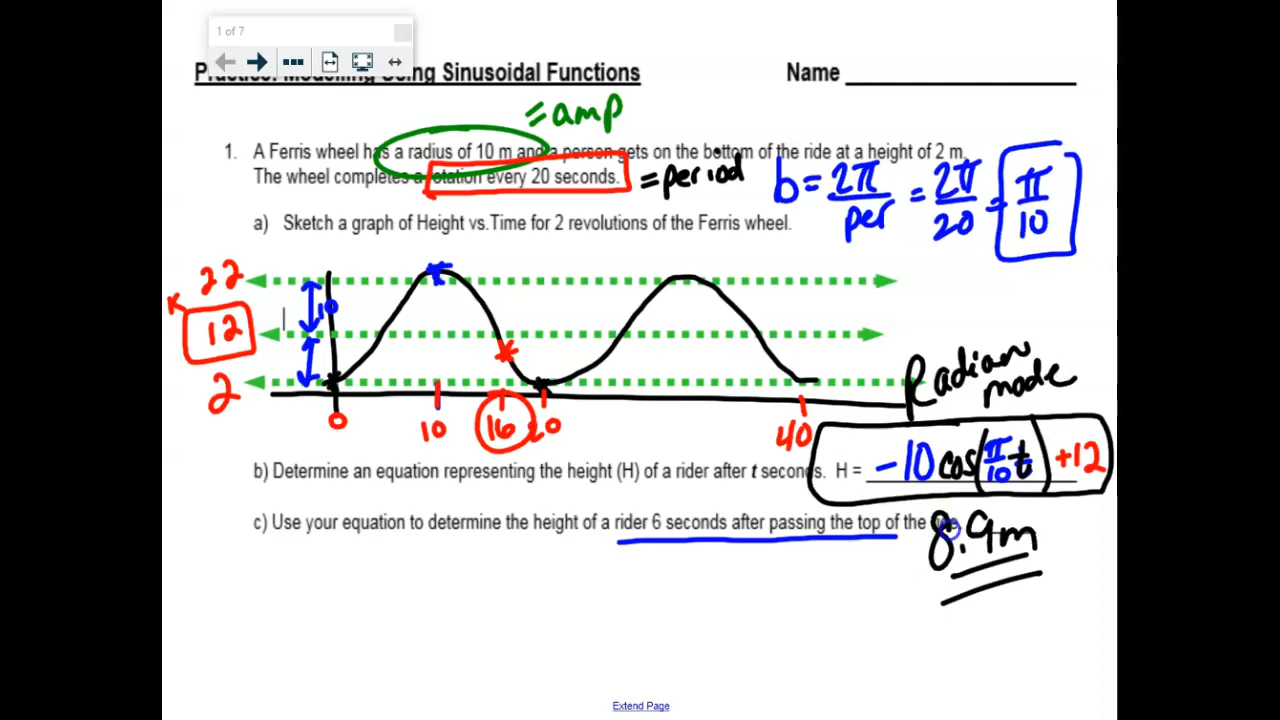 1 of 7
Practice: Modelling Using Sinusoidal Functions Name
= amp
1. A Ferris wheel has a radius of 10 m and a person gets on the bottom of the ride at a height of 2 m.
The wheel completes a rotation every 20 seconds. = period
b = 2π/per = 2π/20 = π/10
a) Sketch a graph of Height vs.Time for 2 revolutions of the Ferris wheel.
22
10
K
12
2
Radian
mode
0 10 16 20 40
b) Determine an equation representing the height (H) of a rider after t seconds. H = -10 cos(π/10 t) +12
c) Use your equation to determine the height of a rider 6 seconds after passing the top of the
8.9m
Extend Page